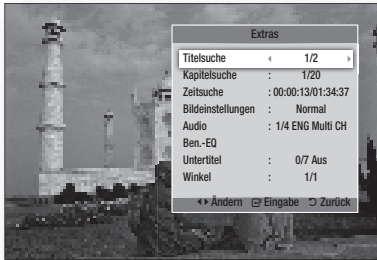 Extras
Titelsuche 1/2
Kapitelsuche : 1/20
Zeitsuche : 00:00:13/01:34:37
Bildeinstellungen : Normal
Audio : 1/4 ENG Multi CH
Ben.-EQ
Untertitel : 0/7 Aus
Winkel : 1/1
Ändern Eingabe Zurück